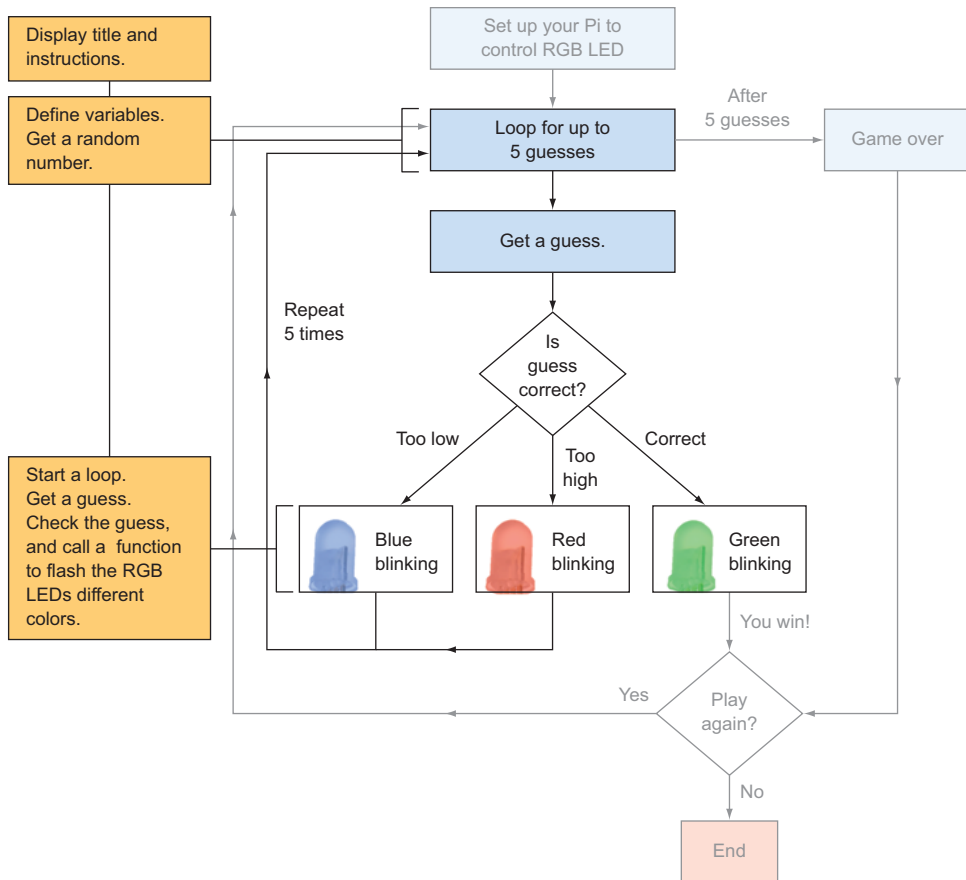 Display title and
instructions.
Define variables.
Get a random
number.
Start a loop.
Get a guess.
Check the guess,
and call a function
to flash the RGB
LEDs different
colors.
Set up your Pi to
control RGB LED
Loop for up to
5 guesses
After
5 guesses
Game over
Get a guess.
Repeat
5 times
Is
guess
correct?
Too low
Too
high
Correct
Blue
blinking
Red
blinking
Green
blinking
You win!
Yes
Play
again?
No
End